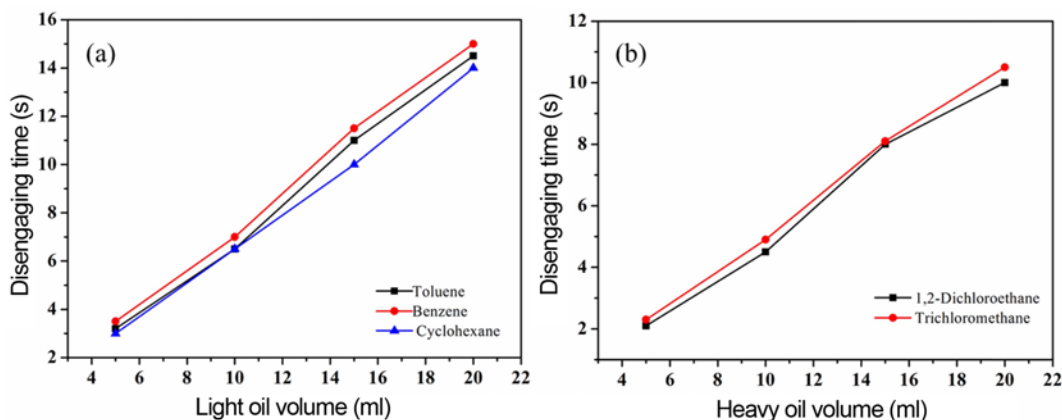 (a)
Disengaging time (s)
16
14
12
10
8
6
4
2
Toluene
Benzene
Cyclohexane
4 6 8 10 12 14 16 18 20 22
Light oil volume (ml)
(b)
Disengaging time (s)
12
10
8
6
4
2
1,2-Dichloroethane
Trichloromethane
4 6 8 10 12 14 16 18 20 22
Heavy oil volume (ml)